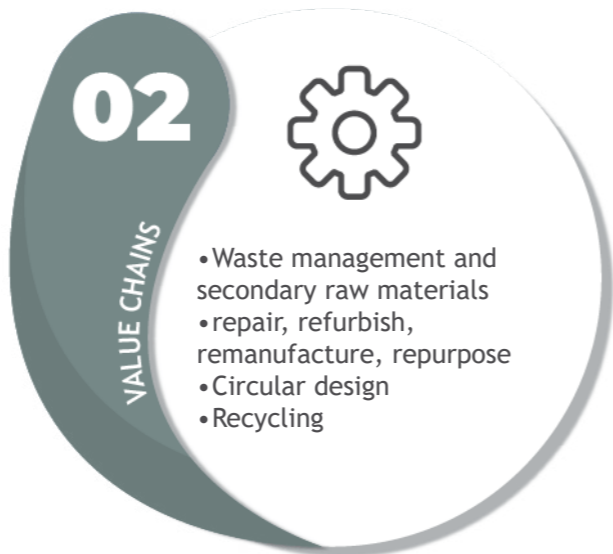 02
VALUE CHAINS
•Waste management and
secondary raw materials
•repair, refurbish,
remanufacture, repurpose
•Circular design
•Recycling